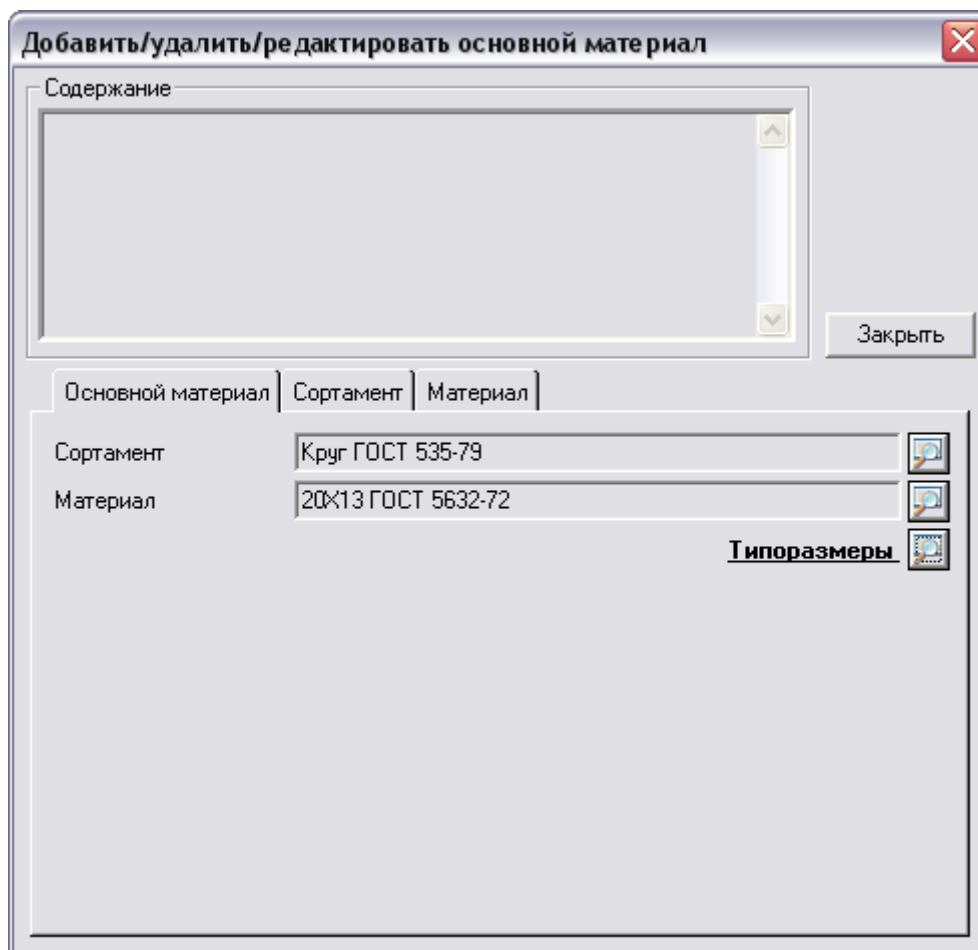 Добавить/удалить/редактировать основной материал
Содержание
Закрыть
Основной материал Сортамент Материал
Сортамент Круг ГОСТ 535-79
Материал 20Х13 ГОСТ 5632-72
Типоразмеры